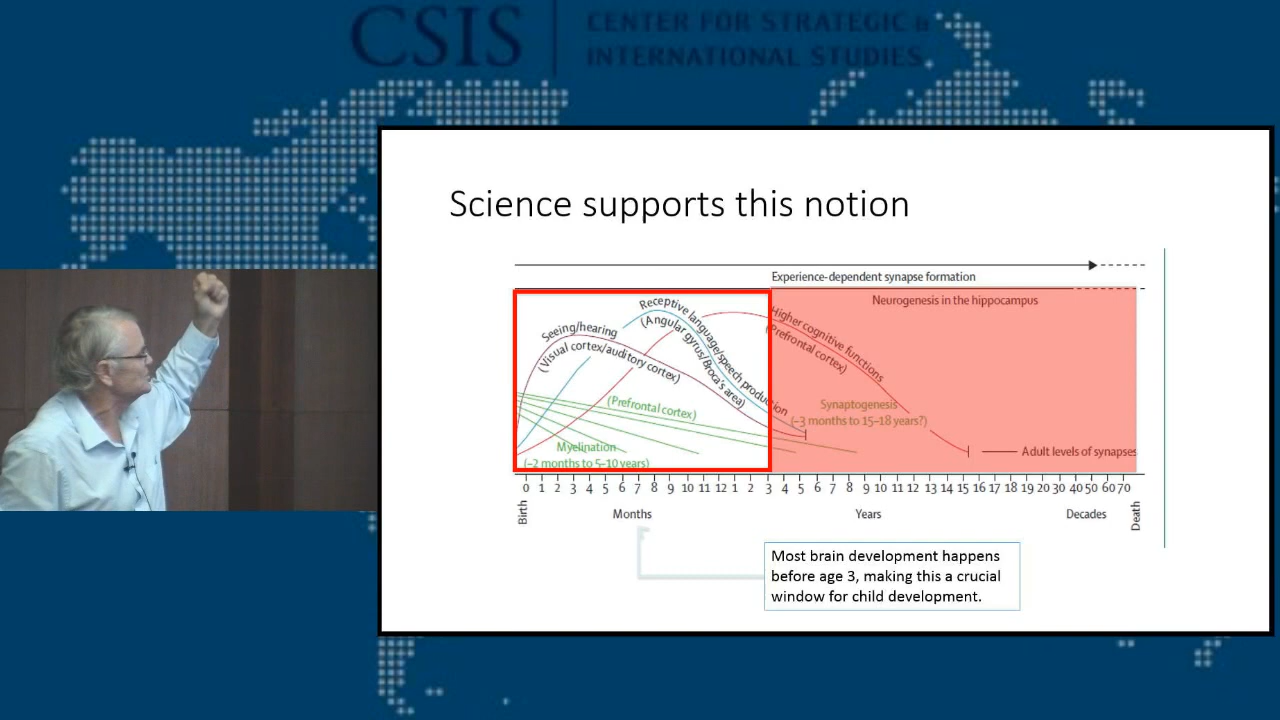 CSIS
CENTER FOR STRATEGIC &
INTERNATIONAL STUDIES
Science supports this notion
Experience-dependent synapse formation
Neurogenesis in the hippocampus
Receptive language/speech production
(Angular gyrus/Broca's area)
Seeing/hearing
(Visual cortex/auditory cortex)
Higher cognitive functions
(Prefrontal cortex)
(Prefrontal cortex)
Synaptogenesis
(–3 months to 15–18 years?)
Myelination
(–2 months to 5–10 years)
Adult levels of synapses
0 1 2 3 4 5 6 7 8 9 10 11 12 1 2 3 4 5 6 7 8 9 10 11 12 13 14 15 16 17 18 19 20 30 40 50 60 70
Birth
Months
Years
Decades
Death
Most brain development happens
before age 3, making this a crucial
window for child development.